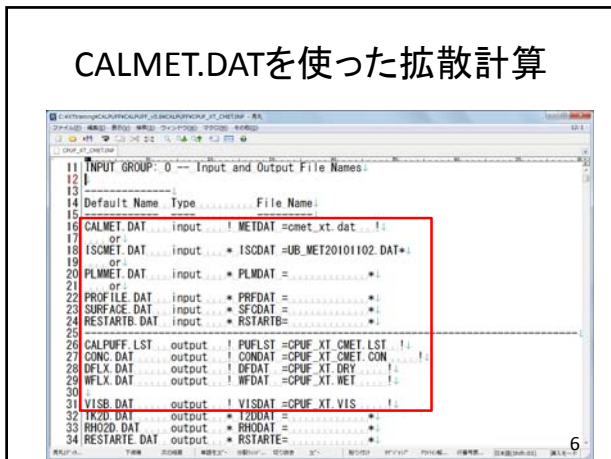 CALMET.DATを使った拡散計算
11 INPUT GROUP: 0 -- Input and Output File Names↓
12
13 ---------------↓
14 Default Name Type File Name↓
15 ------------ ---- ---------↓
16 CALMET.DAT input ! METDAT =cmet_xt.dat !↓
17 or↓
18 ISCMET.DAT input * ISCDAT =UB_MET20101102.DAT*↓
19 or↓
20 PLMMET.DAT input * PLMDAT = *↓
21 or↓
22 PROFILE.DAT input * PRFDAT = *↓
23 SURFACE.DAT input * SFCDAT = *↓
24 RESTARTB.DAT input * RSTARTB= *↓
25 ---------------↓
26 CALPUFF.LST output ! PUFLST =CPUF_XT_CMET.LST !↓
27 CONC.DAT output ! CONDAT =CPUF_XT_CMET.CON !↓
28 DFLX.DAT output ! DFDAT =CPUF_XT.DRY !↓
29 WFLX.DAT output ! WFDAT =CPUF_XT.WET !↓
30 ↓
31 VISB.DAT output ! VISDAT =CPUF_XT.VIS !↓
32 TK2D.DAT output * T2DDAT = *↓
33 RHO2D.DAT output * RHODAT = *↓
34 RESTARTE.DAT output * RSTARTE= *↓
6